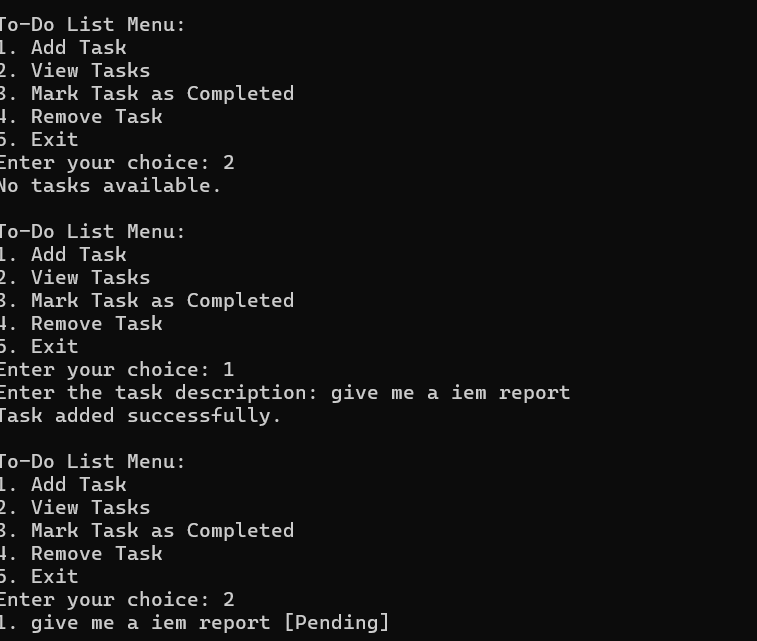 To-Do List Menu:
1. Add Task
2. View Tasks
3. Mark Task as Completed
4. Remove Task
5. Exit
Enter your choice: 2
No tasks available.
To-Do List Menu:
1. Add Task
2. View Tasks
3. Mark Task as Completed
4. Remove Task
5. Exit
Enter your choice: 1
Enter the task description: give me a iem report
Task added successfully.
To-Do List Menu:
1. Add Task
2. View Tasks
3. Mark Task as Completed
4. Remove Task
5. Exit
Enter your choice: 2
1. give me a iem report [Pending]